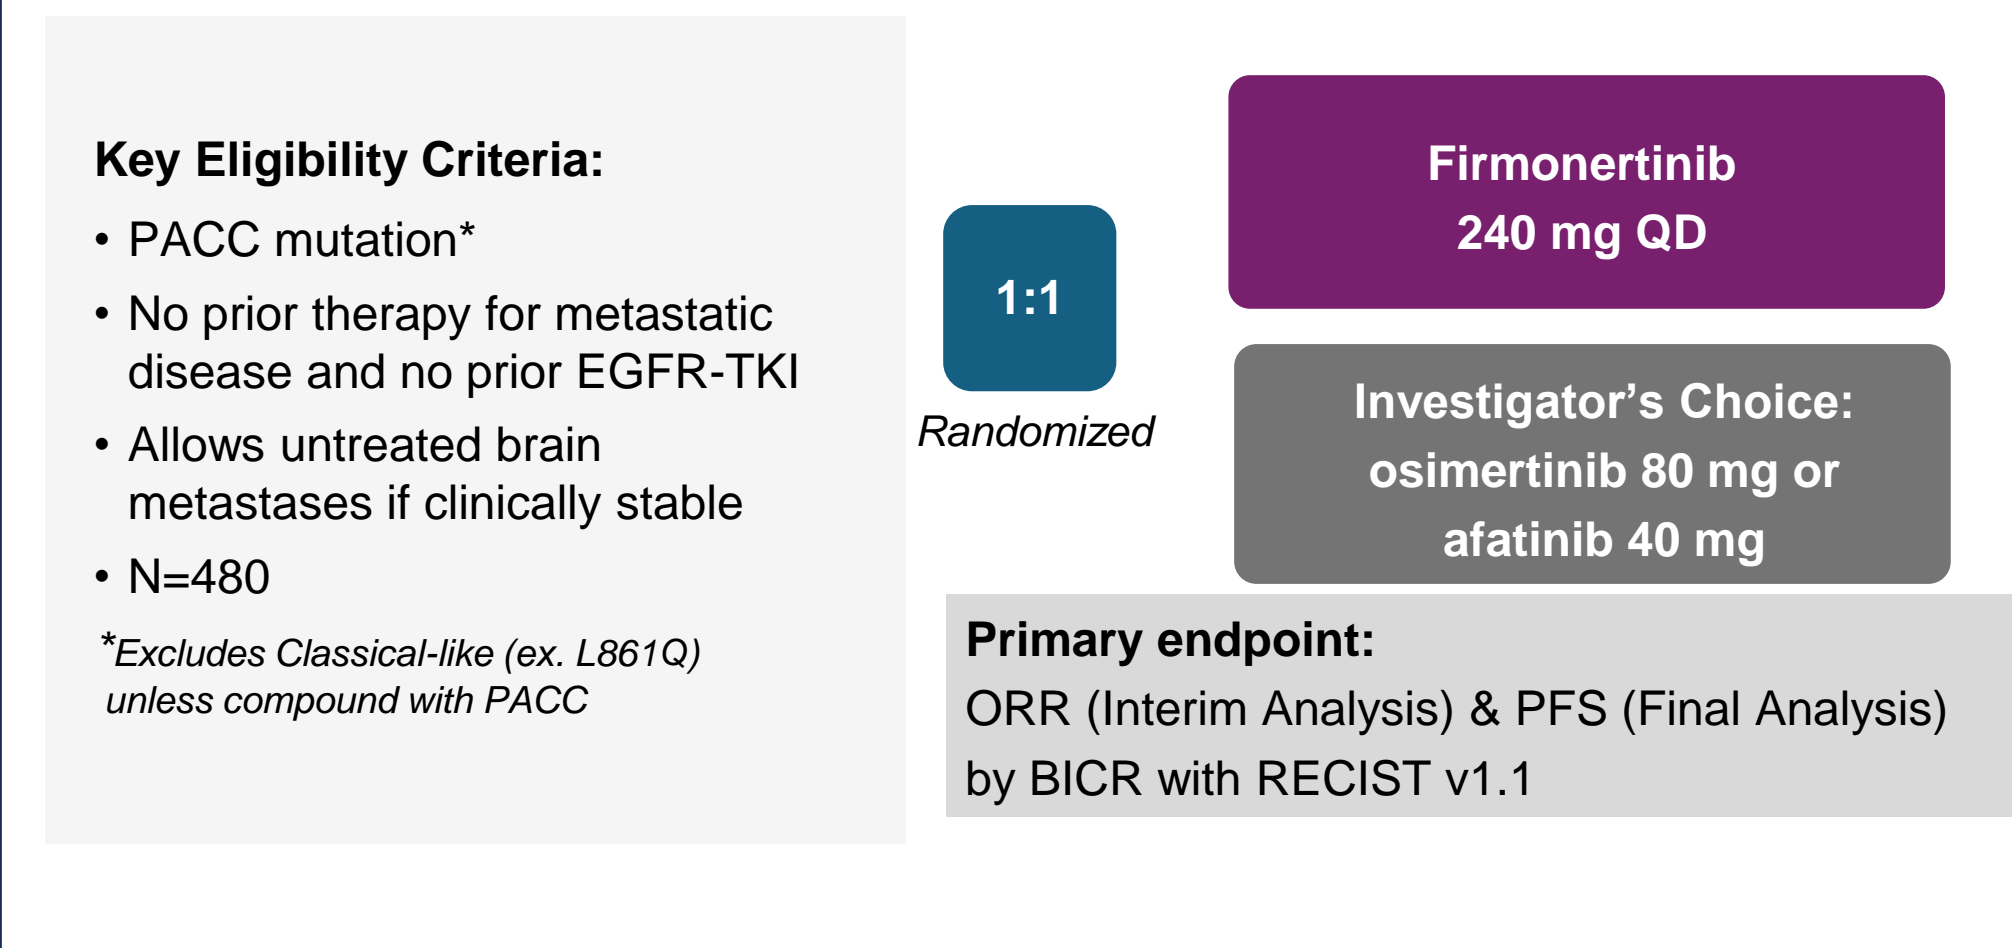 Key Eligibility Criteria:
• PACC mutation*
• No prior therapy for metastatic
disease and no prior EGFR-TKI
• Allows untreated brain
metastases if clinically stable
• N=480
*Excludes Classical-like (ex. L861Q)
unless compound with PACC
1:1
Randomized
Firmonertinib
240 mg QD
Investigator’s Choice:
osimertinib 80 mg or
afatinib 40 mg
Primary endpoint:
ORR (Interim Analysis) & PFS (Final Analysis)
by BICR with RECIST v1.1